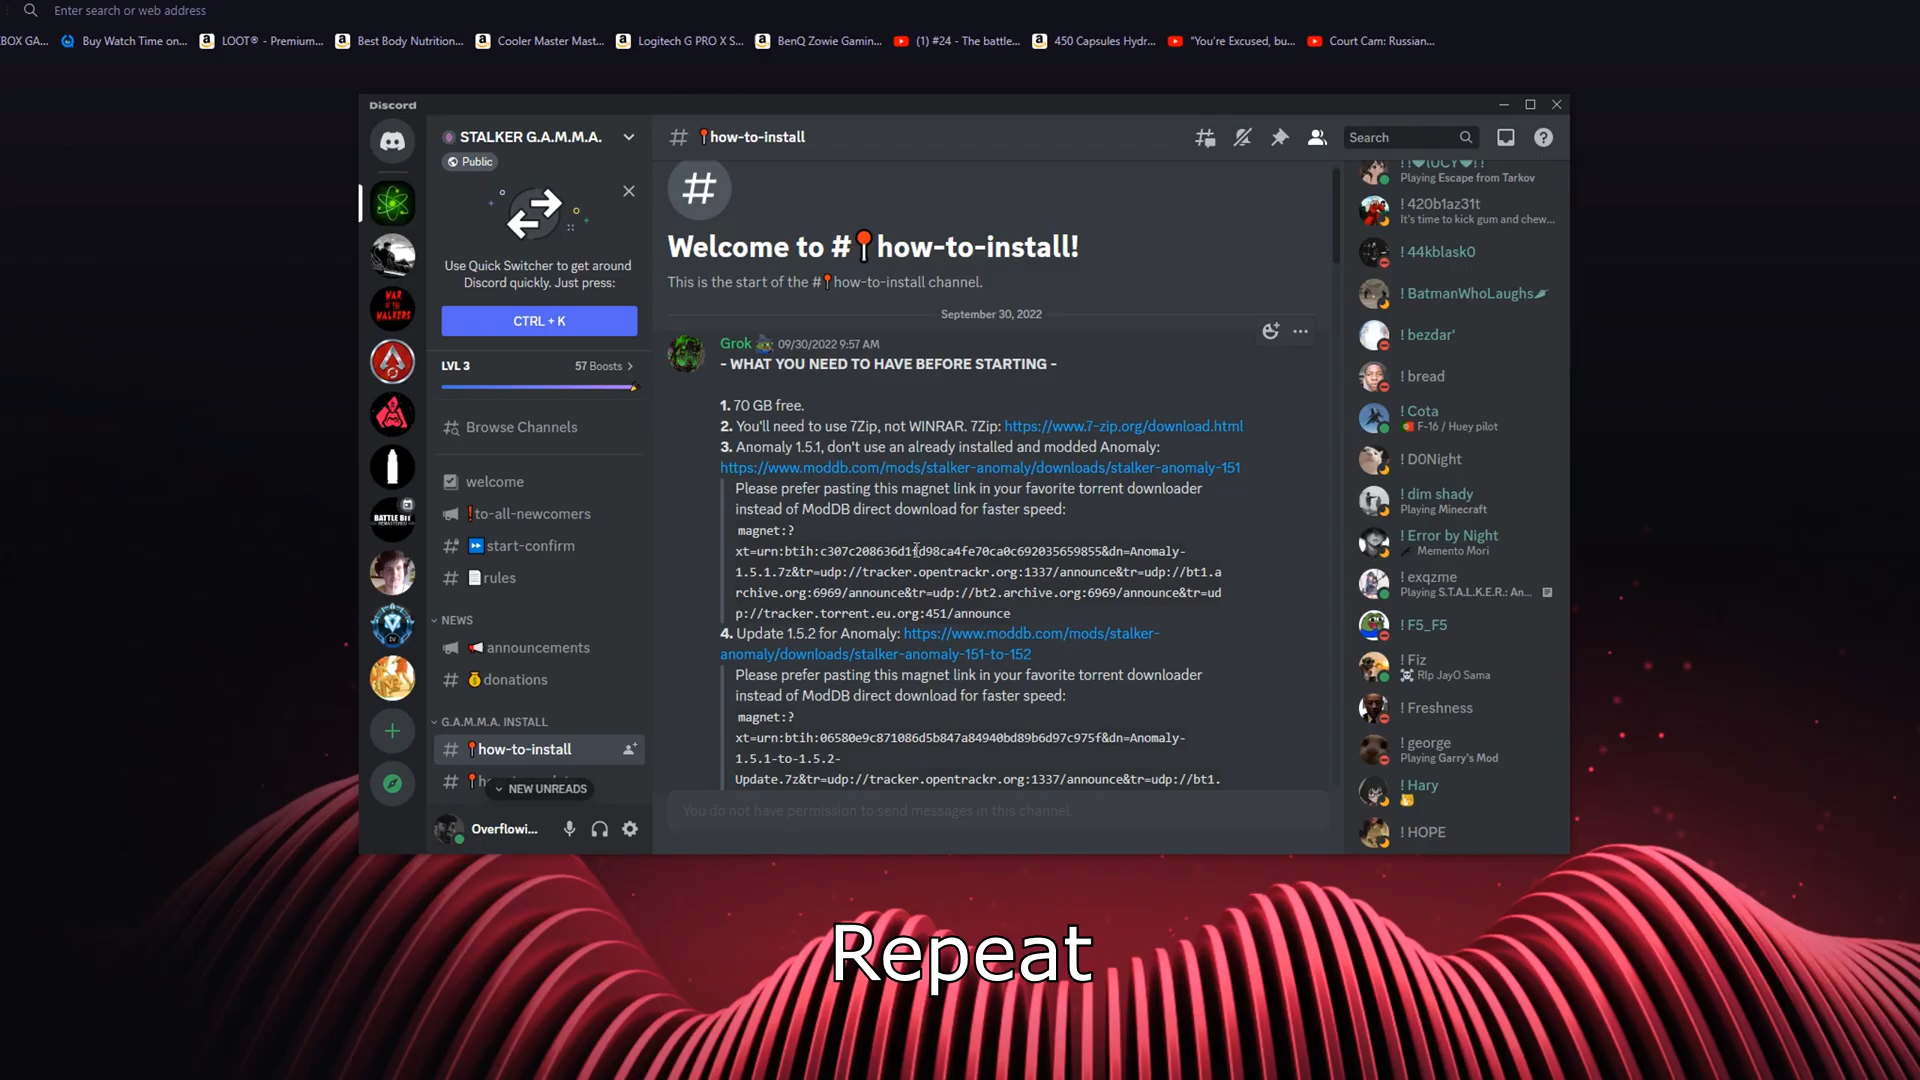 Enter search or web address
BOX GA...
Buy Watch Time on...
LOOT® - Premium...
Best Body Nutrition...
Cooler Master Mast...
Logitech G PRO X S...
BenQ Zowie Gamin...
(1) #24 - The battle...
450 Capsules Hydr...
"You're Excused, bu...
Court Cam: Russian...
Discord
STALKER G.A.M.M.A.
Public
Use Quick Switcher to get around
Discord quickly. Just press:
CTRL + K
LVL 3
57 Boosts
Browse Channels
welcome
to-all-newcomers
start-confirm
rules
NEWS
announcements
donations
G.A.M.M.A. INSTALL
how-to-install
NEW UNREADS
Overflowi...
WAR OF THE WALKERS
BATTLE BIT
how-to-install
Search
Welcome to #📍how-to-install!
This is the start of the #📍how-to-install channel.
September 30, 2022
Grok 09/30/2022 9:57 AM
- WHAT YOU NEED TO HAVE BEFORE STARTING -
1. 70 GB free.
2. You'll need to use 7Zip, not WINRAR. 7Zip: https://www.7-zip.org/download.html
3. Anomaly 1.5.1, don't use an already installed and modded Anomaly:
https://www.moddb.com/mods/stalker-anomaly/downloads/stalker-anomaly-151
Please prefer pasting this magnet link in your favorite torrent downloader
instead of ModDB direct download for faster speed:
magnet:?
xt=urn:btih:c307c208636d1fd98ca4fe70ca0c692035659855&dn=Anomaly-
1.5.1.7z&tr=udp://tracker.opentrackr.org:1337/announce&tr=udp://bt1.a
rchive.org:6969/announce&tr=udp://bt2.archive.org:6969/announce&tr=ud
p://tracker.torrent.eu.org:451/announce
4. Update 1.5.2 for Anomaly: https://www.moddb.com/mods/stalker-
anomaly/downloads/stalker-anomaly-151-to-152
Please prefer pasting this magnet link in your favorite torrent downloader
instead of ModDB direct download for faster speed:
magnet:?
xt=urn:btih:06580e9c871086d5b847a84940bd89b6d97c975f&dn=Anomaly-
1.5.1-to-1.5.2-
Update.7z&tr=udp://tracker.opentrackr.org:1337/announce&tr=udp://bt1.
You do not have permission to send messages in this channel.
! !♥lUCY♥! !
Playing Escape from Tarkov
! 420b1az31t
It's time to kick gum and chew...
! 44kblask0
! BatmanWhoLaughs
! bezdar'
! bread
! Cota
F-16 / Huey pilot
! D0Night
! dim shady
Playing Minecraft
! Error by Night
Memento Mori
! exqzme
Playing S.T.A.L.K.E.R.: An...
! F5_F5
! Fiz
RIp JayO Sama
! Freshness
! george
Playing Garry's Mod
! Hary
! HOPE
Repeat